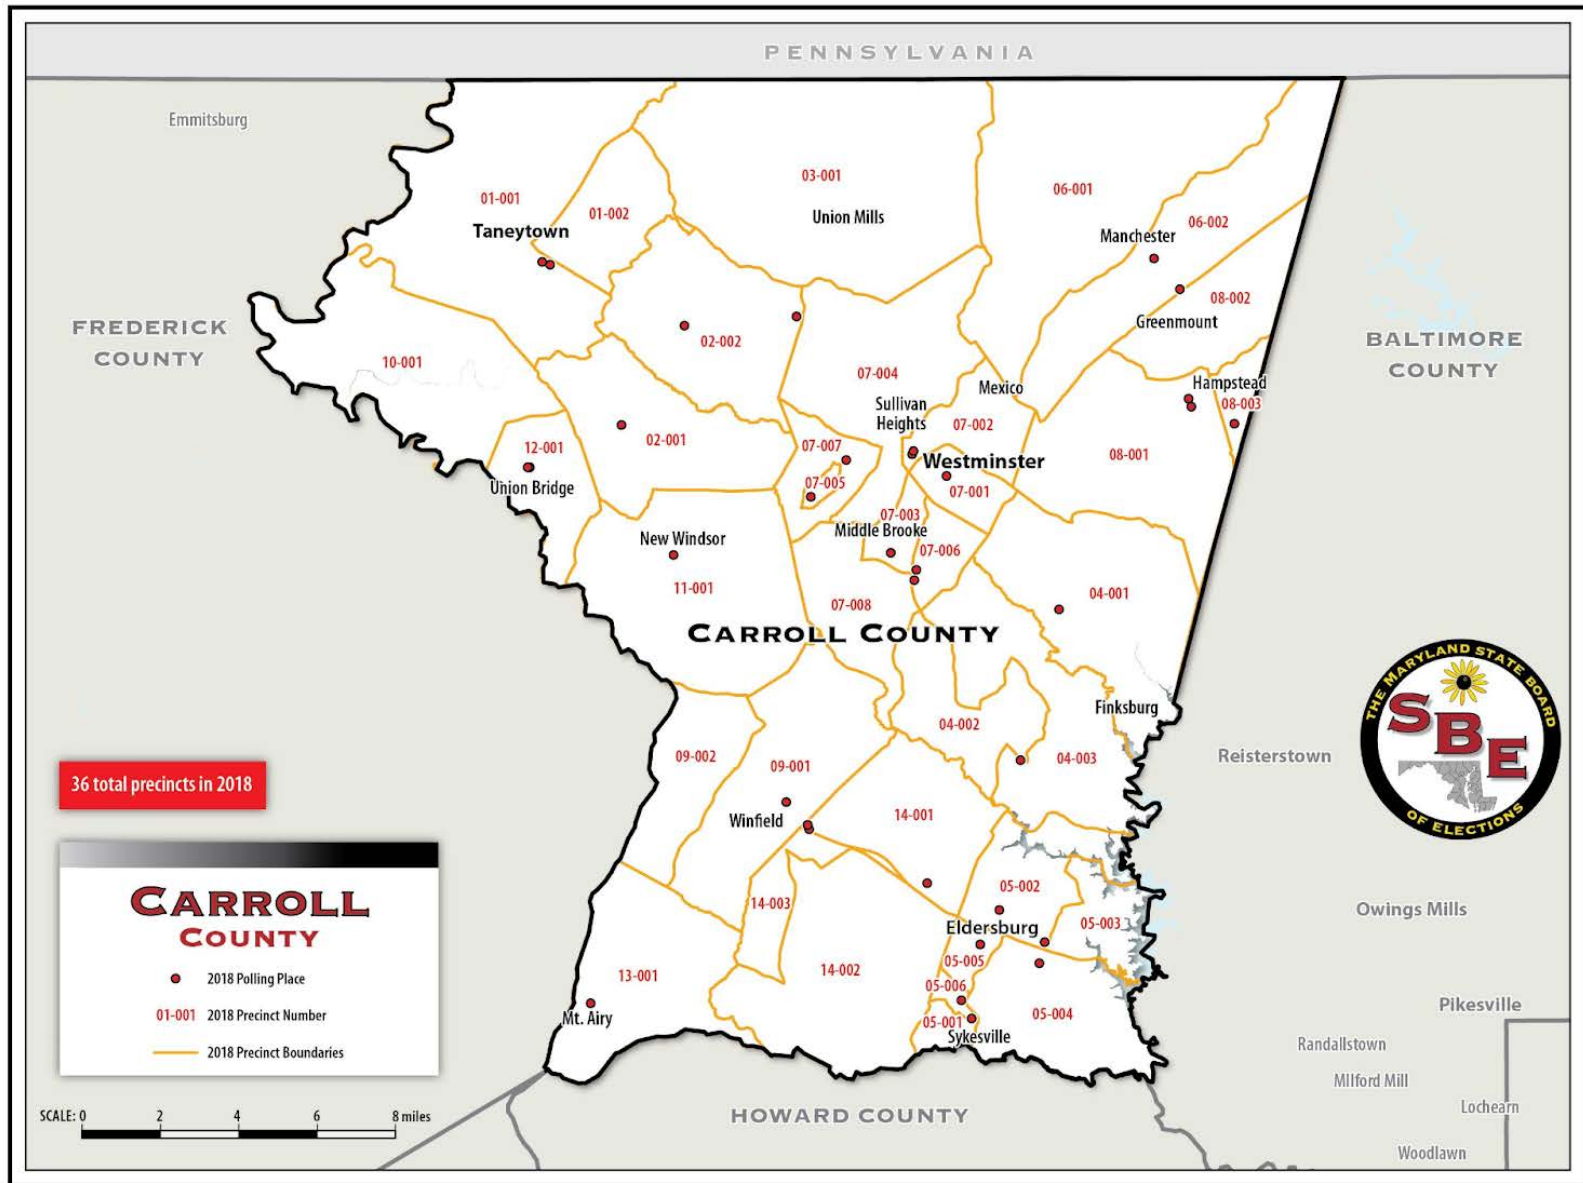 PENNSYLVANIA
Emmitsburg
03-001
06-001
01-001
01-002
Union Mills
06-002
Taneytown
Manchester
08-002
FREDERICK
COUNTY
02-002
Greenmount
BALTIMORE
COUNTY
10-001
07-004
Mexico
Hampstead
08-003
Sullivan
Heights
07-002
12-001
02-001
07-007
08-001
Westminster
Union Bridge
07-005
07-001
07-003
Middle Brooke
New Windsor
07-006
11-001
07-008
04-001
CARROLL COUNTY
THE MARYLAND STATE BOARD
SBE
OF ELECTIONS
Finksburg
04-002
09-002
09-001
04-003
Reisterstown
36 total precincts in 2018
Winfield
14-001
CARROLL
COUNTY
2018 Polling Place
01-001 2018 Precinct Number
2018 Precinct Boundaries
05-002
14-003
Eldersburg
05-003
Owings Mills
05-005
13-001
14-002
05-006
Mt. Airy
05-001
05-004
Sykesville
Pikesville
Randallstown
Milford Mill
SCALE: 0 2 4 6 8 miles
HOWARD COUNTY
Lochearn
Woodlawn